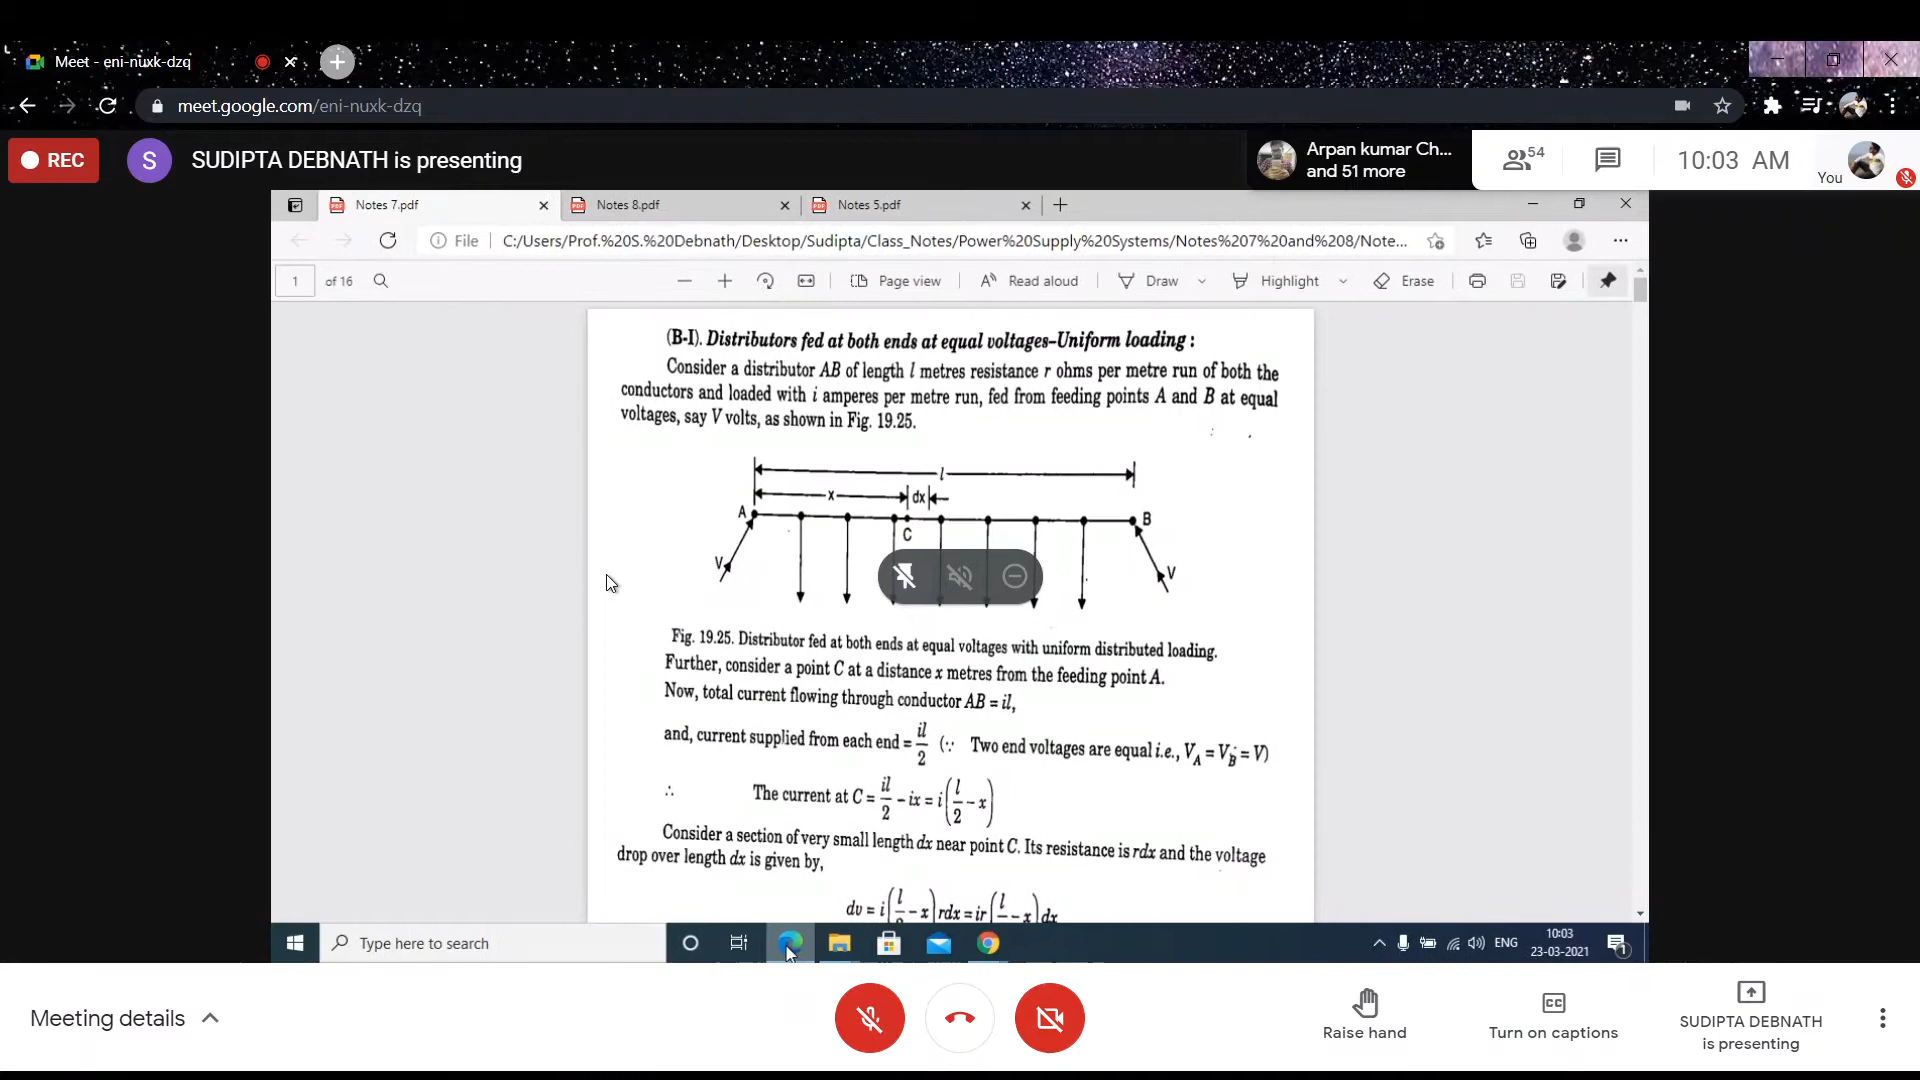 Meet - eni-nuxk-dzq
meet.google.com/eni-nuxk-dzq
REC
S
SUDIPTA DEBNATH is presenting
Arpan kumar Ch...
and 51 more
54
10:03 AM
You
Notes 7.pdf
Notes 8.pdf
Notes 5.pdf
File
C:/Users/Prof.%20S.%20Debnath/Desktop/Sudipta/Class_Notes/Power%20Supply%20Systems/Notes%207%20and%208/Note...
1 of 16
Page view
Read aloud
Draw
Highlight
Erase
(B-I). Distributors fed at both ends at equal voltages–Uniform loading :
Consider a distributor AB of length l metres resistance r ohms per metre run of both the
conductors and loaded with i amperes per metre run, fed from feeding points A and B at equal
voltages, say V volts, as shown in Fig. 19.25.
l
x
dx
A
B
C
V
V
Fig. 19.25. Distributor fed at both ends at equal voltages with uniform distributed loading.
Further, consider a point C at a distance x metres from the feeding point A.
Now, total current flowing through conductor AB = il,
and, current supplied from each end = il/2 (∵ Two end voltages are equal i.e., V_A = V_B = V)
∴ The current at C = il/2 – ix = i(l/2 – x)
Consider a section of very small length dx near point C. Its resistance is rdx and the voltage
drop over length dx is given by,
dv = i(l/2 – x)rdx = ir(l/2 – x)dx
Type here to search
ENG
10:03
23-03-2021
1
Meeting details
Raise hand
CC
Turn on captions
SUDIPTA DEBNATH
is presenting